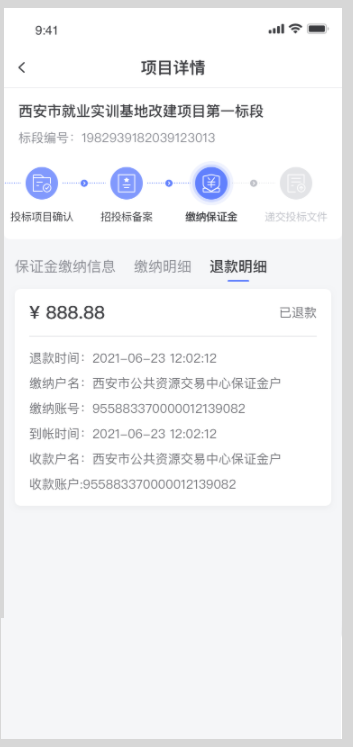 9:41
项目详情
西安市就业实训基地改建项目第一标段
标段编号：1982939182039123013
投标项目确认 招投标备案 缴纳保证金 递交投标文件
保证金缴纳信息 缴纳明细 退款明细
¥ 888.88 已退款
退款时间：2021-06-23 12:02:12
缴纳户名：西安市公共资源交易中心保证金户
缴纳账号：955883370000012139082
到帐时间：2021-06-23 12:02:12
收款户名：西安市公共资源交易中心保证金户
收款账户:955883370000012139082